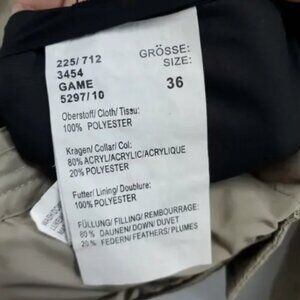 225/ 712
3454
GAME
5297/ 10
GRÖSSE:
SIZE:
36
Oberstoff/ Cloth/ Tissu:
100% POLYESTER
Kragen/ Collar/ Col:
80% ACRYL/ACRYLIC/ACRYLIQUE
20% POLYESTER
Futter/ Lining/ Doublure:
100% POLYESTER
FÜLLUNG/ FILLING/ REMBOURRAGE:
80 % DAUNEN/ DOWN/ DUVET
20 % FEDERN/ FEATHERS/ PLUMES